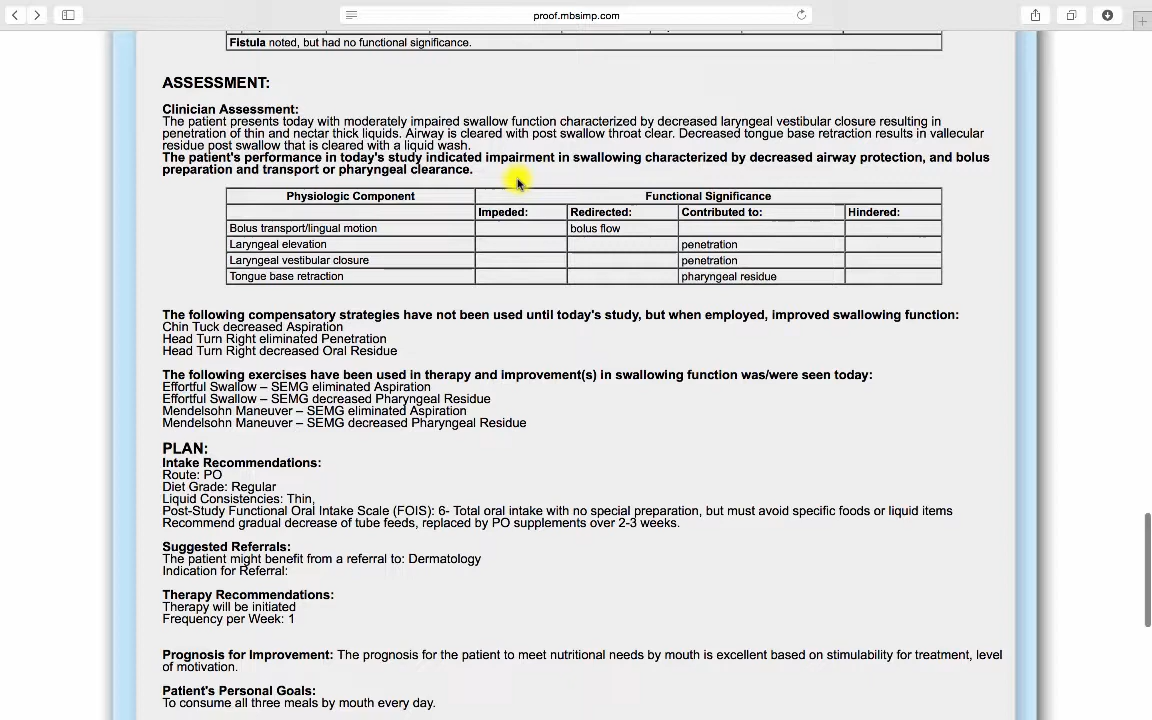 proof.mbsimp.com
Fistula noted, but had no functional significance.
ASSESSMENT:
Clinician Assessment:
The patient presents today with moderately impaired swallow function characterized by decreased laryngeal vestibular closure resulting in
penetration of thin and nectar thick liquids. Airway is cleared with post swallow throat clear. Decreased tongue base retraction results in vallecular
residue post swallow that is cleared with a liquid wash.
The patient's performance in today's study indicated impairment in swallowing characterized by decreased airway protection, and bolus
preparation and transport or pharyngeal clearance.
Physiologic Component Functional Significance
Impeded: Redirected: Contributed to: Hindered:
Bolus transport/lingual motion bolus flow
Laryngeal elevation penetration
Laryngeal vestibular closure penetration
Tongue base retraction pharyngeal residue
The following compensatory strategies have not been used until today's study, but when employed, improved swallowing function:
Chin Tuck decreased Aspiration
Head Turn Right eliminated Penetration
Head Turn Right decreased Oral Residue
The following exercises have been used in therapy and improvement(s) in swallowing function was/were seen today:
Effortful Swallow – SEMG eliminated Aspiration
Effortful Swallow – SEMG decreased Pharyngeal Residue
Mendelsohn Maneuver – SEMG eliminated Aspiration
Mendelsohn Maneuver – SEMG decreased Pharyngeal Residue
PLAN:
Intake Recommendations:
Route: PO
Diet Grade: Regular
Liquid Consistencies: Thin,
Post-Study Functional Oral Intake Scale (FOIS): 6- Total oral intake with no special preparation, but must avoid specific foods or liquid items
Recommend gradual decrease of tube feeds, replaced by PO supplements over 2-3 weeks.
Suggested Referrals:
The patient might benefit from a referral to: Dermatology
Indication for Referral:
Therapy Recommendations:
Therapy will be initiated
Frequency per Week: 1
Prognosis for Improvement: The prognosis for the patient to meet nutritional needs by mouth is excellent based on stimulability for treatment, level
of motivation.
Patient's Personal Goals:
To consume all three meals by mouth every day.